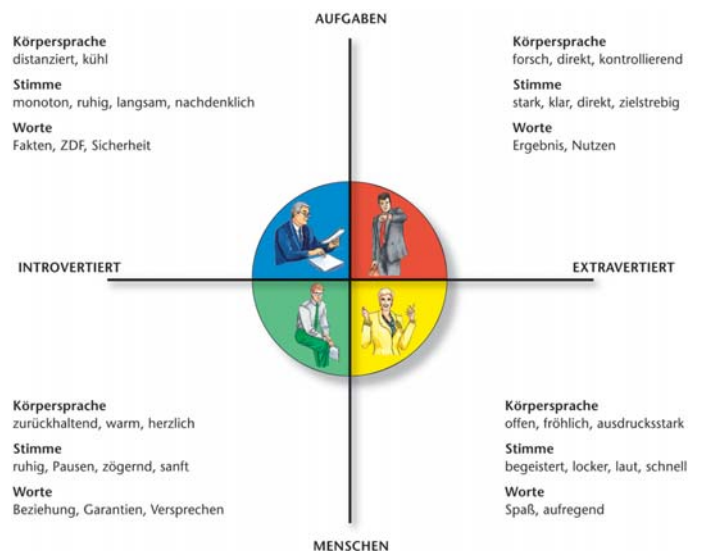 AUFGABEN
Körpersprache
distanziert, kühl
Stimme
monoton, ruhig, langsam, nachdenklich
Worte
Fakten, ZDF, Sicherheit
Körpersprache
forsch, direkt, kontrollierend
Stimme
stark, klar, direkt, zielstrebig
Worte
Ergebnis, Nutzen
INTROVERTIERT
EXTRAVERTIERT
Körpersprache
zurückhaltend, warm, herzlich
Stimme
ruhig, Pausen, zögernd, sanft
Worte
Beziehung, Garantien, Versprechen
Körpersprache
offen, fröhlich, ausdrucksstark
Stimme
begeistert, locker, laut, schnell
Worte
Spaß, aufregend
MENSCHEN